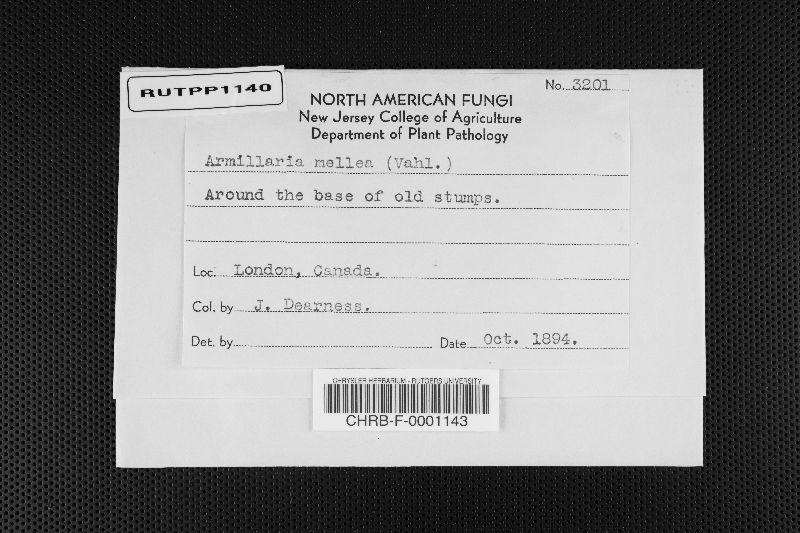 RUTPP1140
No. 3201
NORTH AMERICAN FUNGI
New Jersey College of Agriculture
Department of Plant Pathology
Armillaria mellea (Vahl.)
Around the base of old stumps.
Loc. London, Canada.
Col. by J. Dearness.
Det. by Date Oct. 1894.
CHRYSLER HERBARIUM - RUTGERS UNIVERSITY
CHRB-F-0001143